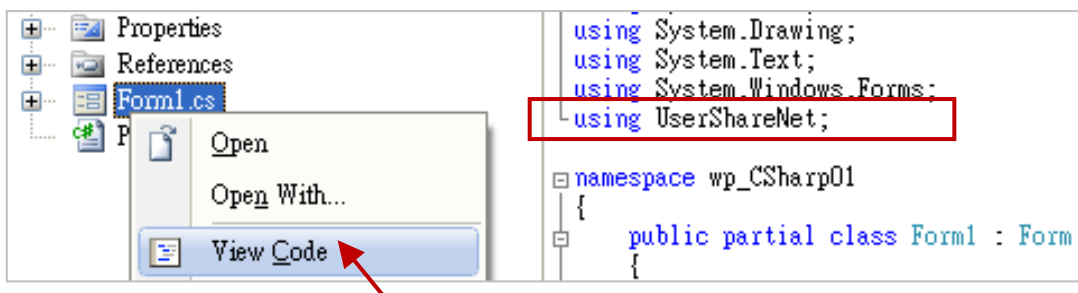 Properties
References
Form1.cs
P
Open
Open With...
View Code
using System.Drawing;
using System.Text;
using System.Windows.Forms;
using UserShareNet;
namespace wp_CSharp01
{
public partial class Form1 : Form
{